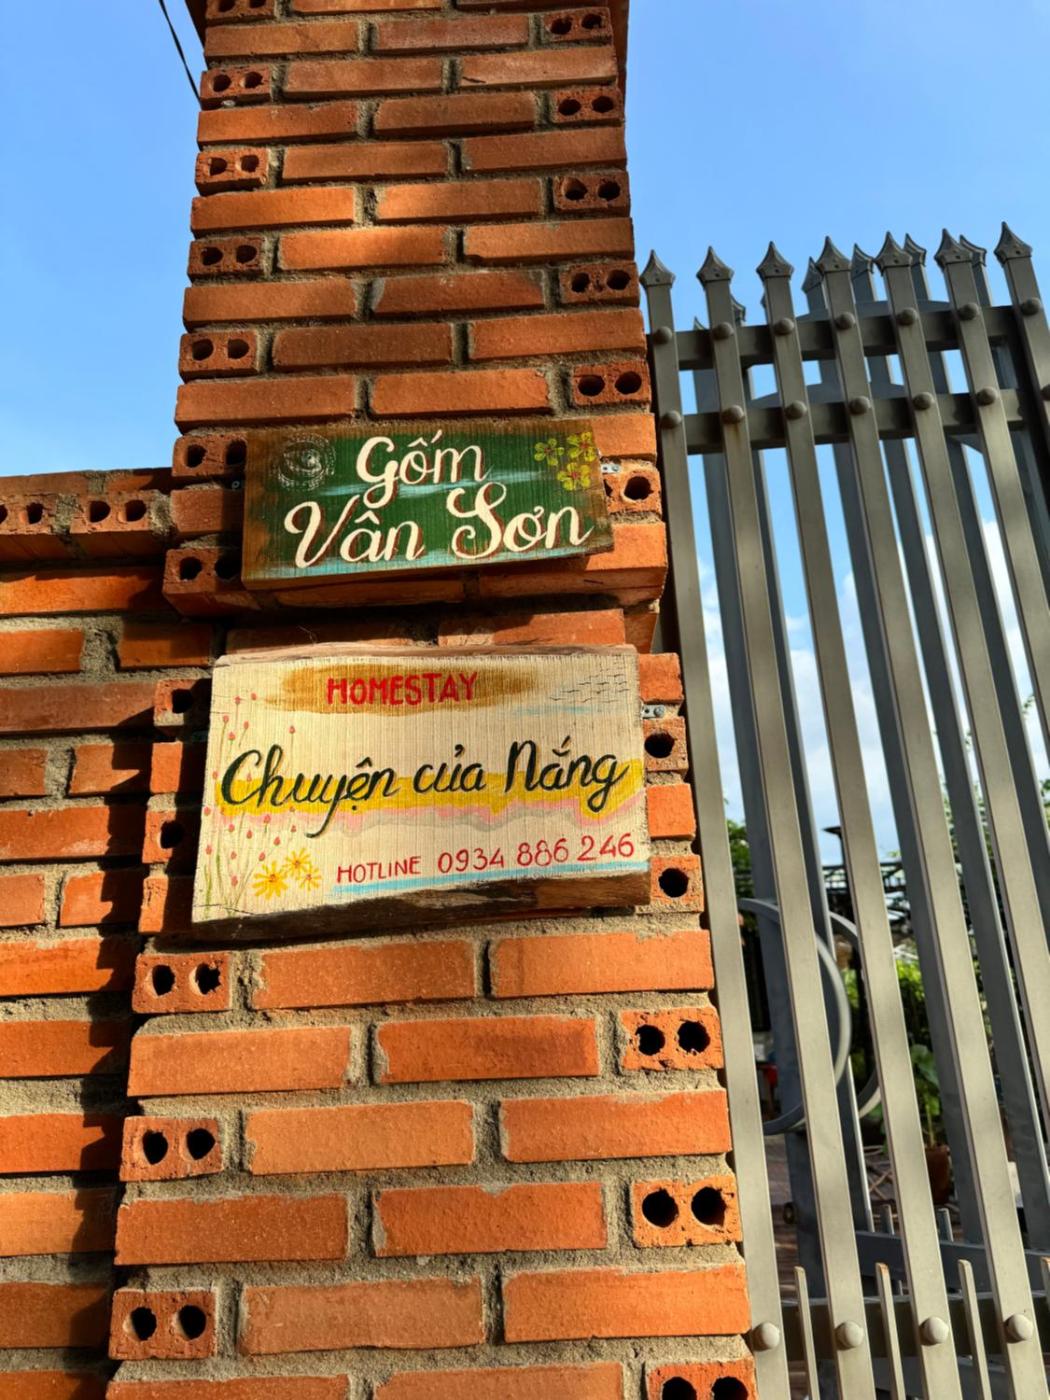 Gốm
Vân Sơn
HOMESTAY
Chuyện của Nắng
HOTLINE 0934 886 246